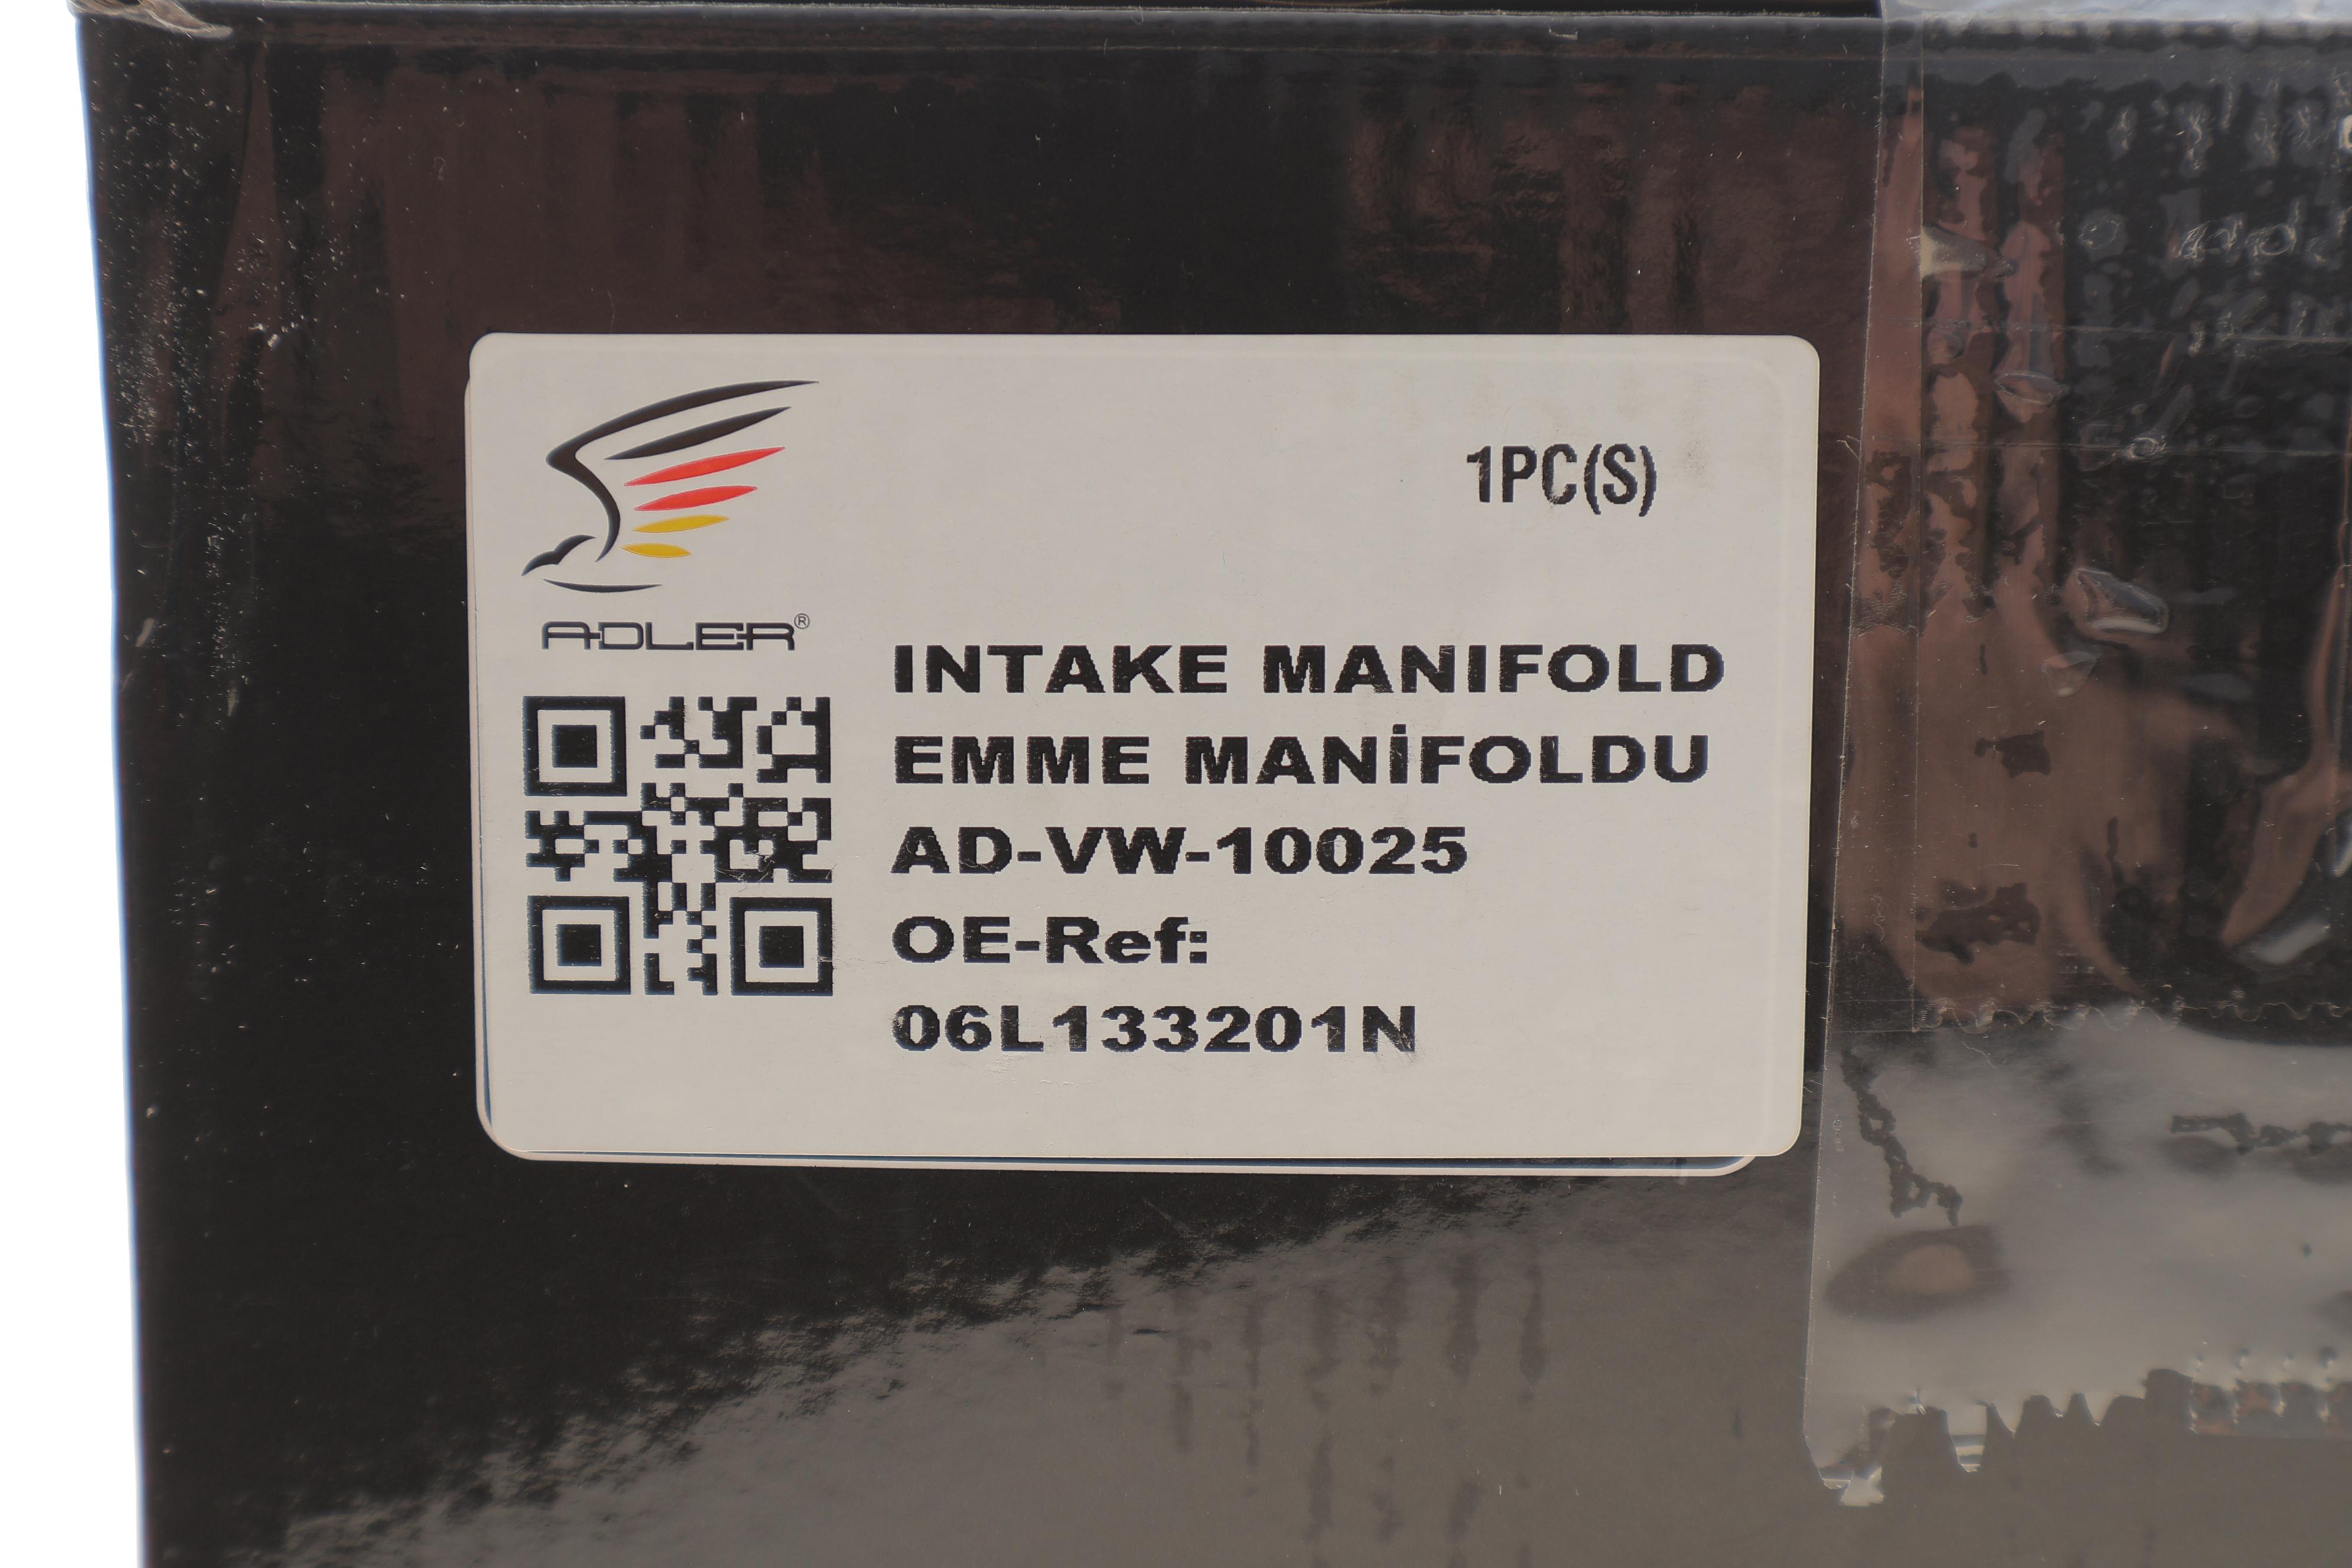 1PC(S)
ADLER®
INTAKE MANIFOLD
EMME MANİFOLDU
AD-VW-10025
OE-Ref:
06L133201N